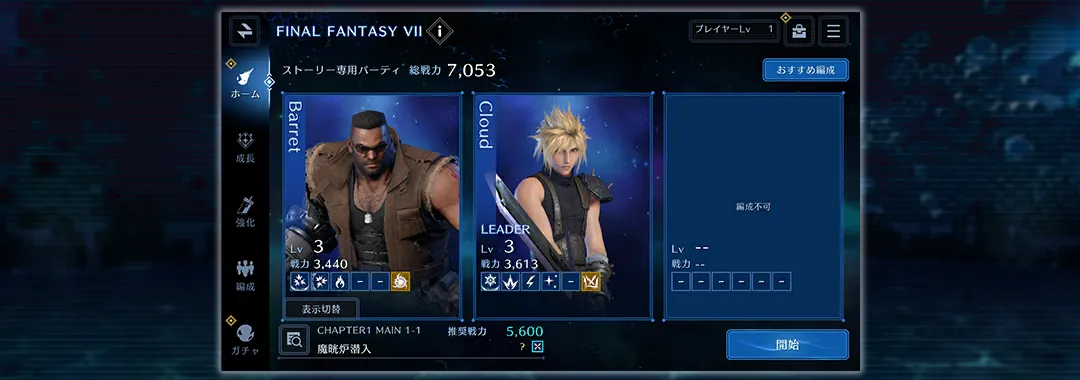 FINAL FANTASY VII
プレイヤーLv 1
ストーリー専用パーティ 総戦力 7,053
おすすめ編成
ホーム
成長
強化
編成
ガチャ
Barret
Lv 3
戦力 3,440
表示切替
Cloud
LEADER
Lv 3
戦力 3,613
編成不可
Lv --
戦力 --
CHAPTER1 MAIN 1-1
魔晄炉潜入
推奨戦力 5,600
?
開始